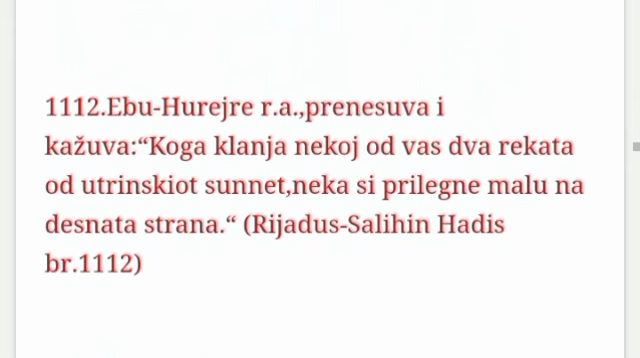 1112.Ebu-Hurejre r.a.,prenesuva i
kažuva:“Koga klanja nekoj od vas dva rekata
od utrinskiot sunnet,neka si prilegne malu na
desnata strana.“ (Rijadus-Salihin Hadis
br.1112)